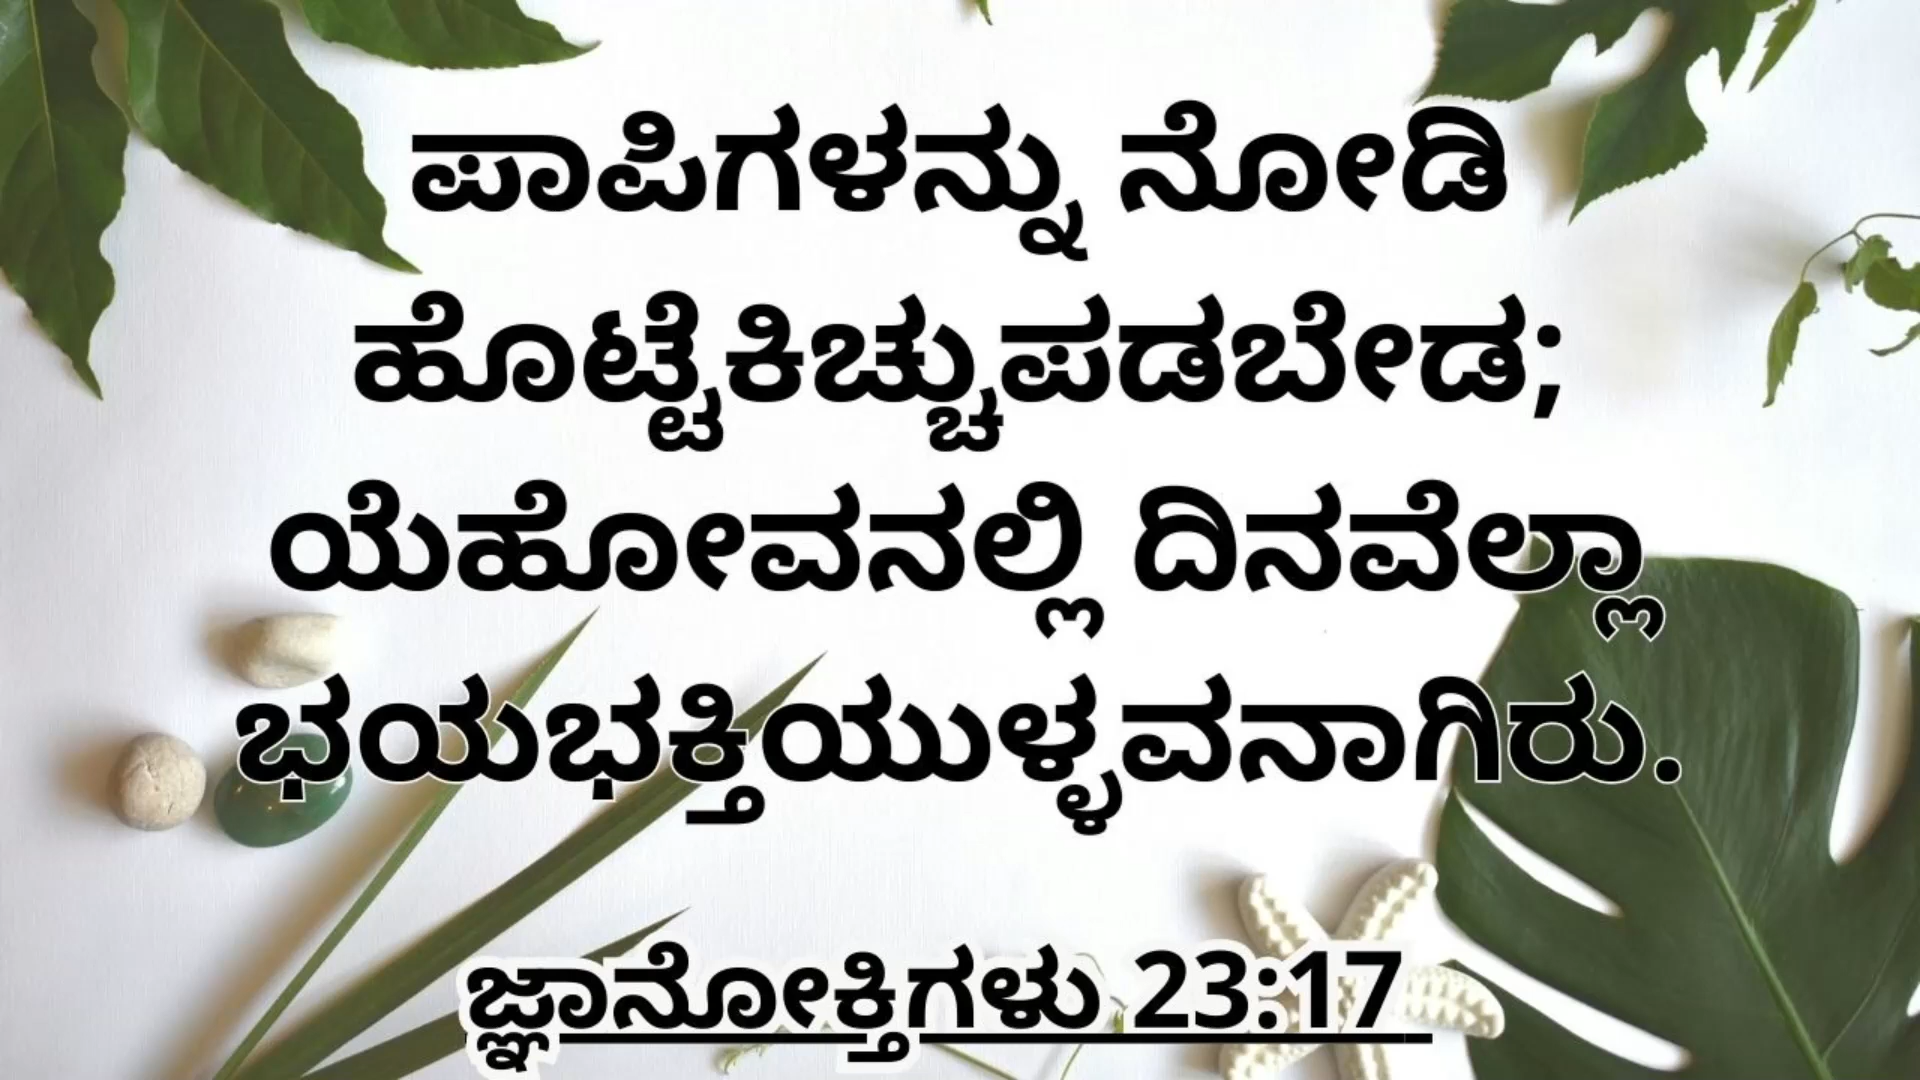 ಪಾಪಿಗಳನ್ನು ನೋಡಿ
ಹೊಟ್ಟೆಕಿಚ್ಚುಪಡಬೇಡ;
ಯೆಹೋವನಲ್ಲಿ ದಿನವೆಲ್ಲಾ
ಭಯಭಕ್ತಿಯುಳ್ಳವನಾಗಿರು.
ಜ್ಞಾನೋಕ್ತಿಗಳು 23:17